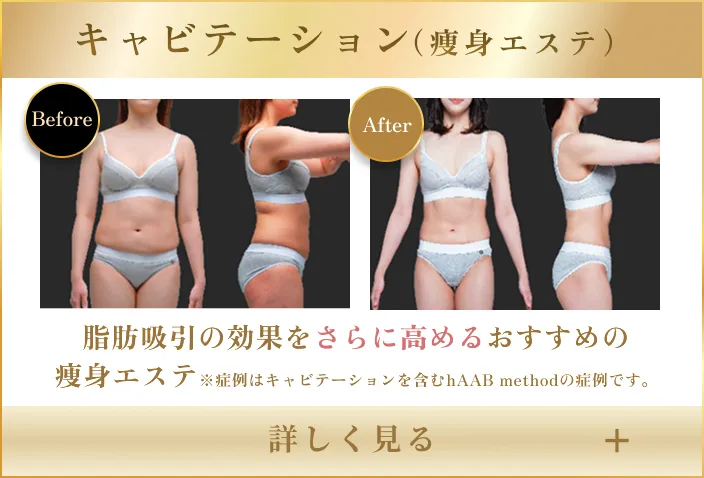 キャビテーション(痩身エステ)
Before
After
脂肪吸引の効果をさらに高めるおすすめの
痩身エステ※症例はキャビテーションを含むhAAB methodの症例です。
詳しく見る +